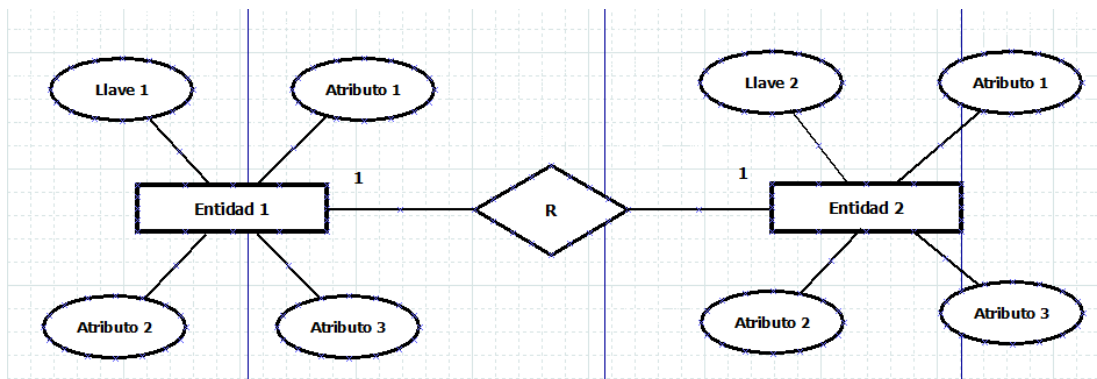 Llave 1
Atributo 1
Llave 2
Atributo 1
1
1
Entidad 1
R
Entidad 2
Atributo 2
Atributo 3
Atributo 2
Atributo 3